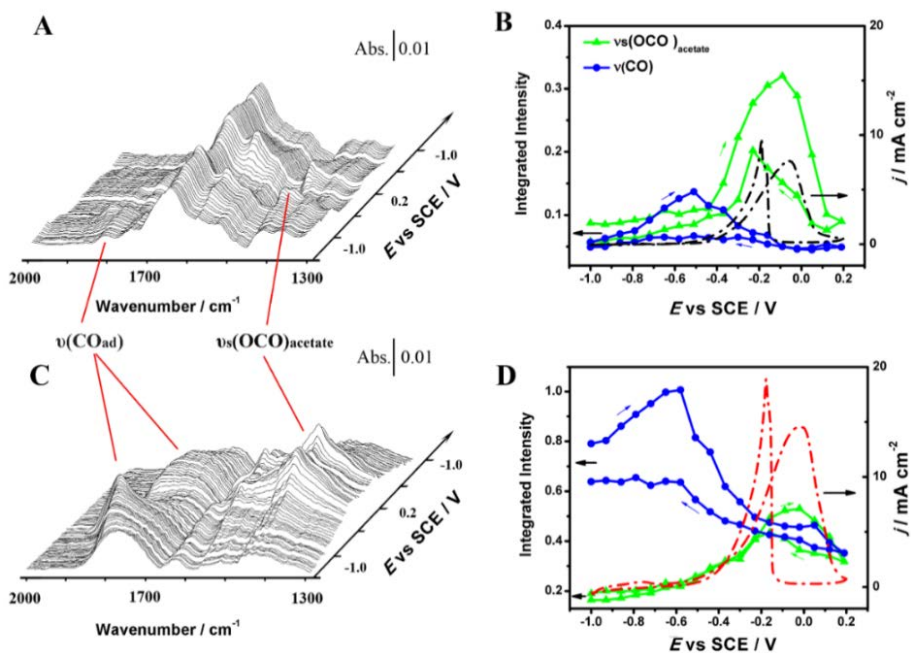 A
Abs. 0.01
-1.0
0.2
-1.0
E vs SCE / V
2000 1700 1300
Wavenumber / cm-1
B
νs(OCO)acetate
ν(CO)
Integrated Intensity
0.4
0.3
0.2
0.1
20
10
0
j / mA cm-2
-1.0 -0.8 -0.6 -0.4 -0.2 0.0 0.2
E vs SCE / V
υ(COad) υs(OCO)acetate
C
Abs. 0.01
-1.0
0.2
-1.0
E vs SCE / V
2000 1700 1300
Wavenumber / cm-1
D
Integrated Intensity
1.0
0.8
0.6
0.4
0.2
20
10
0
j / mA cm-2
-1.0 -0.8 -0.6 -0.4 -0.2 0.0 0.2
E vs SCE / V